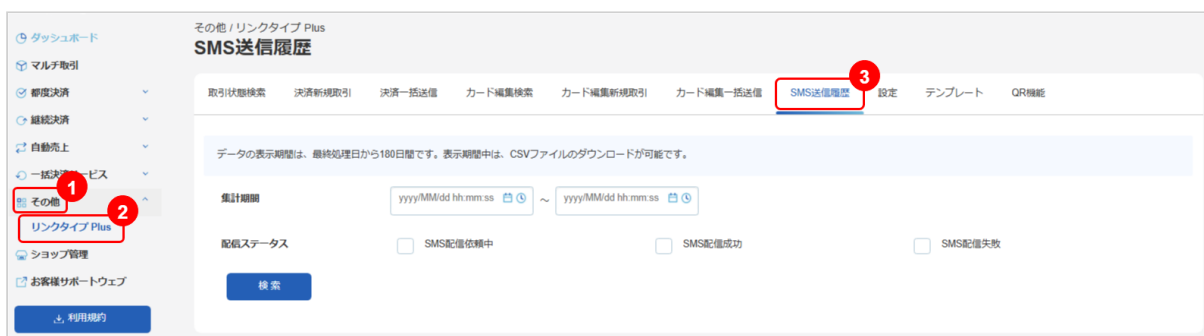 その他 / リンクタイプ Plus
SMS送信履歴
ダッシュボード
マルチ取引
都度決済
継続決済
自動売上
一括決済サービス
1
その他
2
リンクタイプ Plus
ショップ管理
お客様サポートウェブ
利用規約
3
取引状態検索 決済新規取引 決済一括送信 カード編集検索 カード編集新規取引 カード編集一括送信 SMS送信履歴 設定 テンプレート QR機能
データの表示期間は、最終処理日から180日間です。表示期間中は、CSVファイルのダウンロードが可能です。
集計期間 yyyy/MM/dd hh:mm:ss ～ yyyy/MM/dd hh:mm:ss
配信ステータス SMS配信依頼中 SMS配信成功 SMS配信失敗
検索